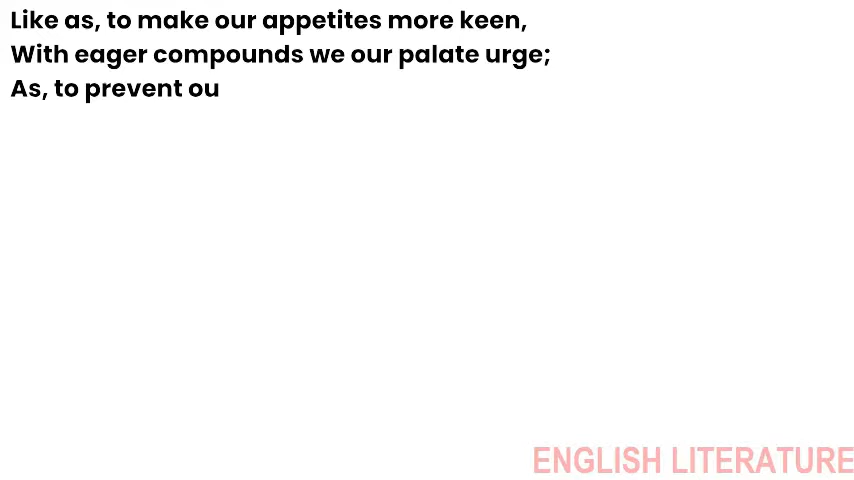 Like as, to make our appetites more keen,
With eager compounds we our palate urge;
As, to prevent ou
ENGLISH LITERATURE